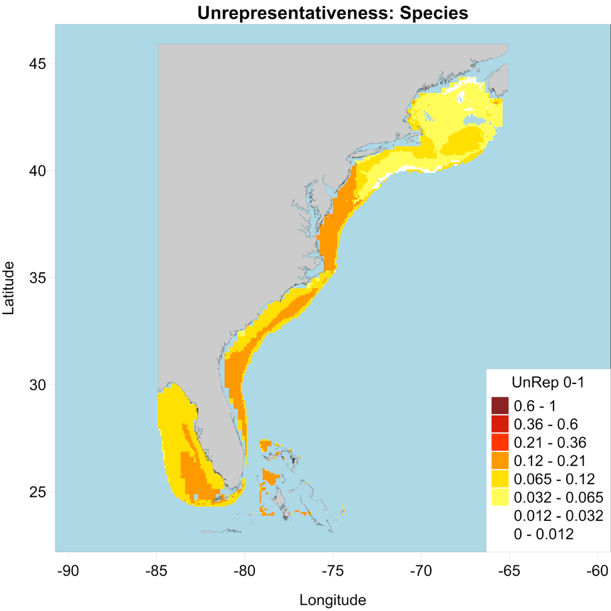 Unrepresentativeness: Species
45
40
35
30
25
Latitude
-90
-85
-80
-75
-70
-65
-60
Longitude
UnRep 0-1
0.6 - 1
0.36 - 0.6
0.21 - 0.36
0.12 - 0.21
0.065 - 0.12
0.032 - 0.065
0.012 - 0.032
0 - 0.012